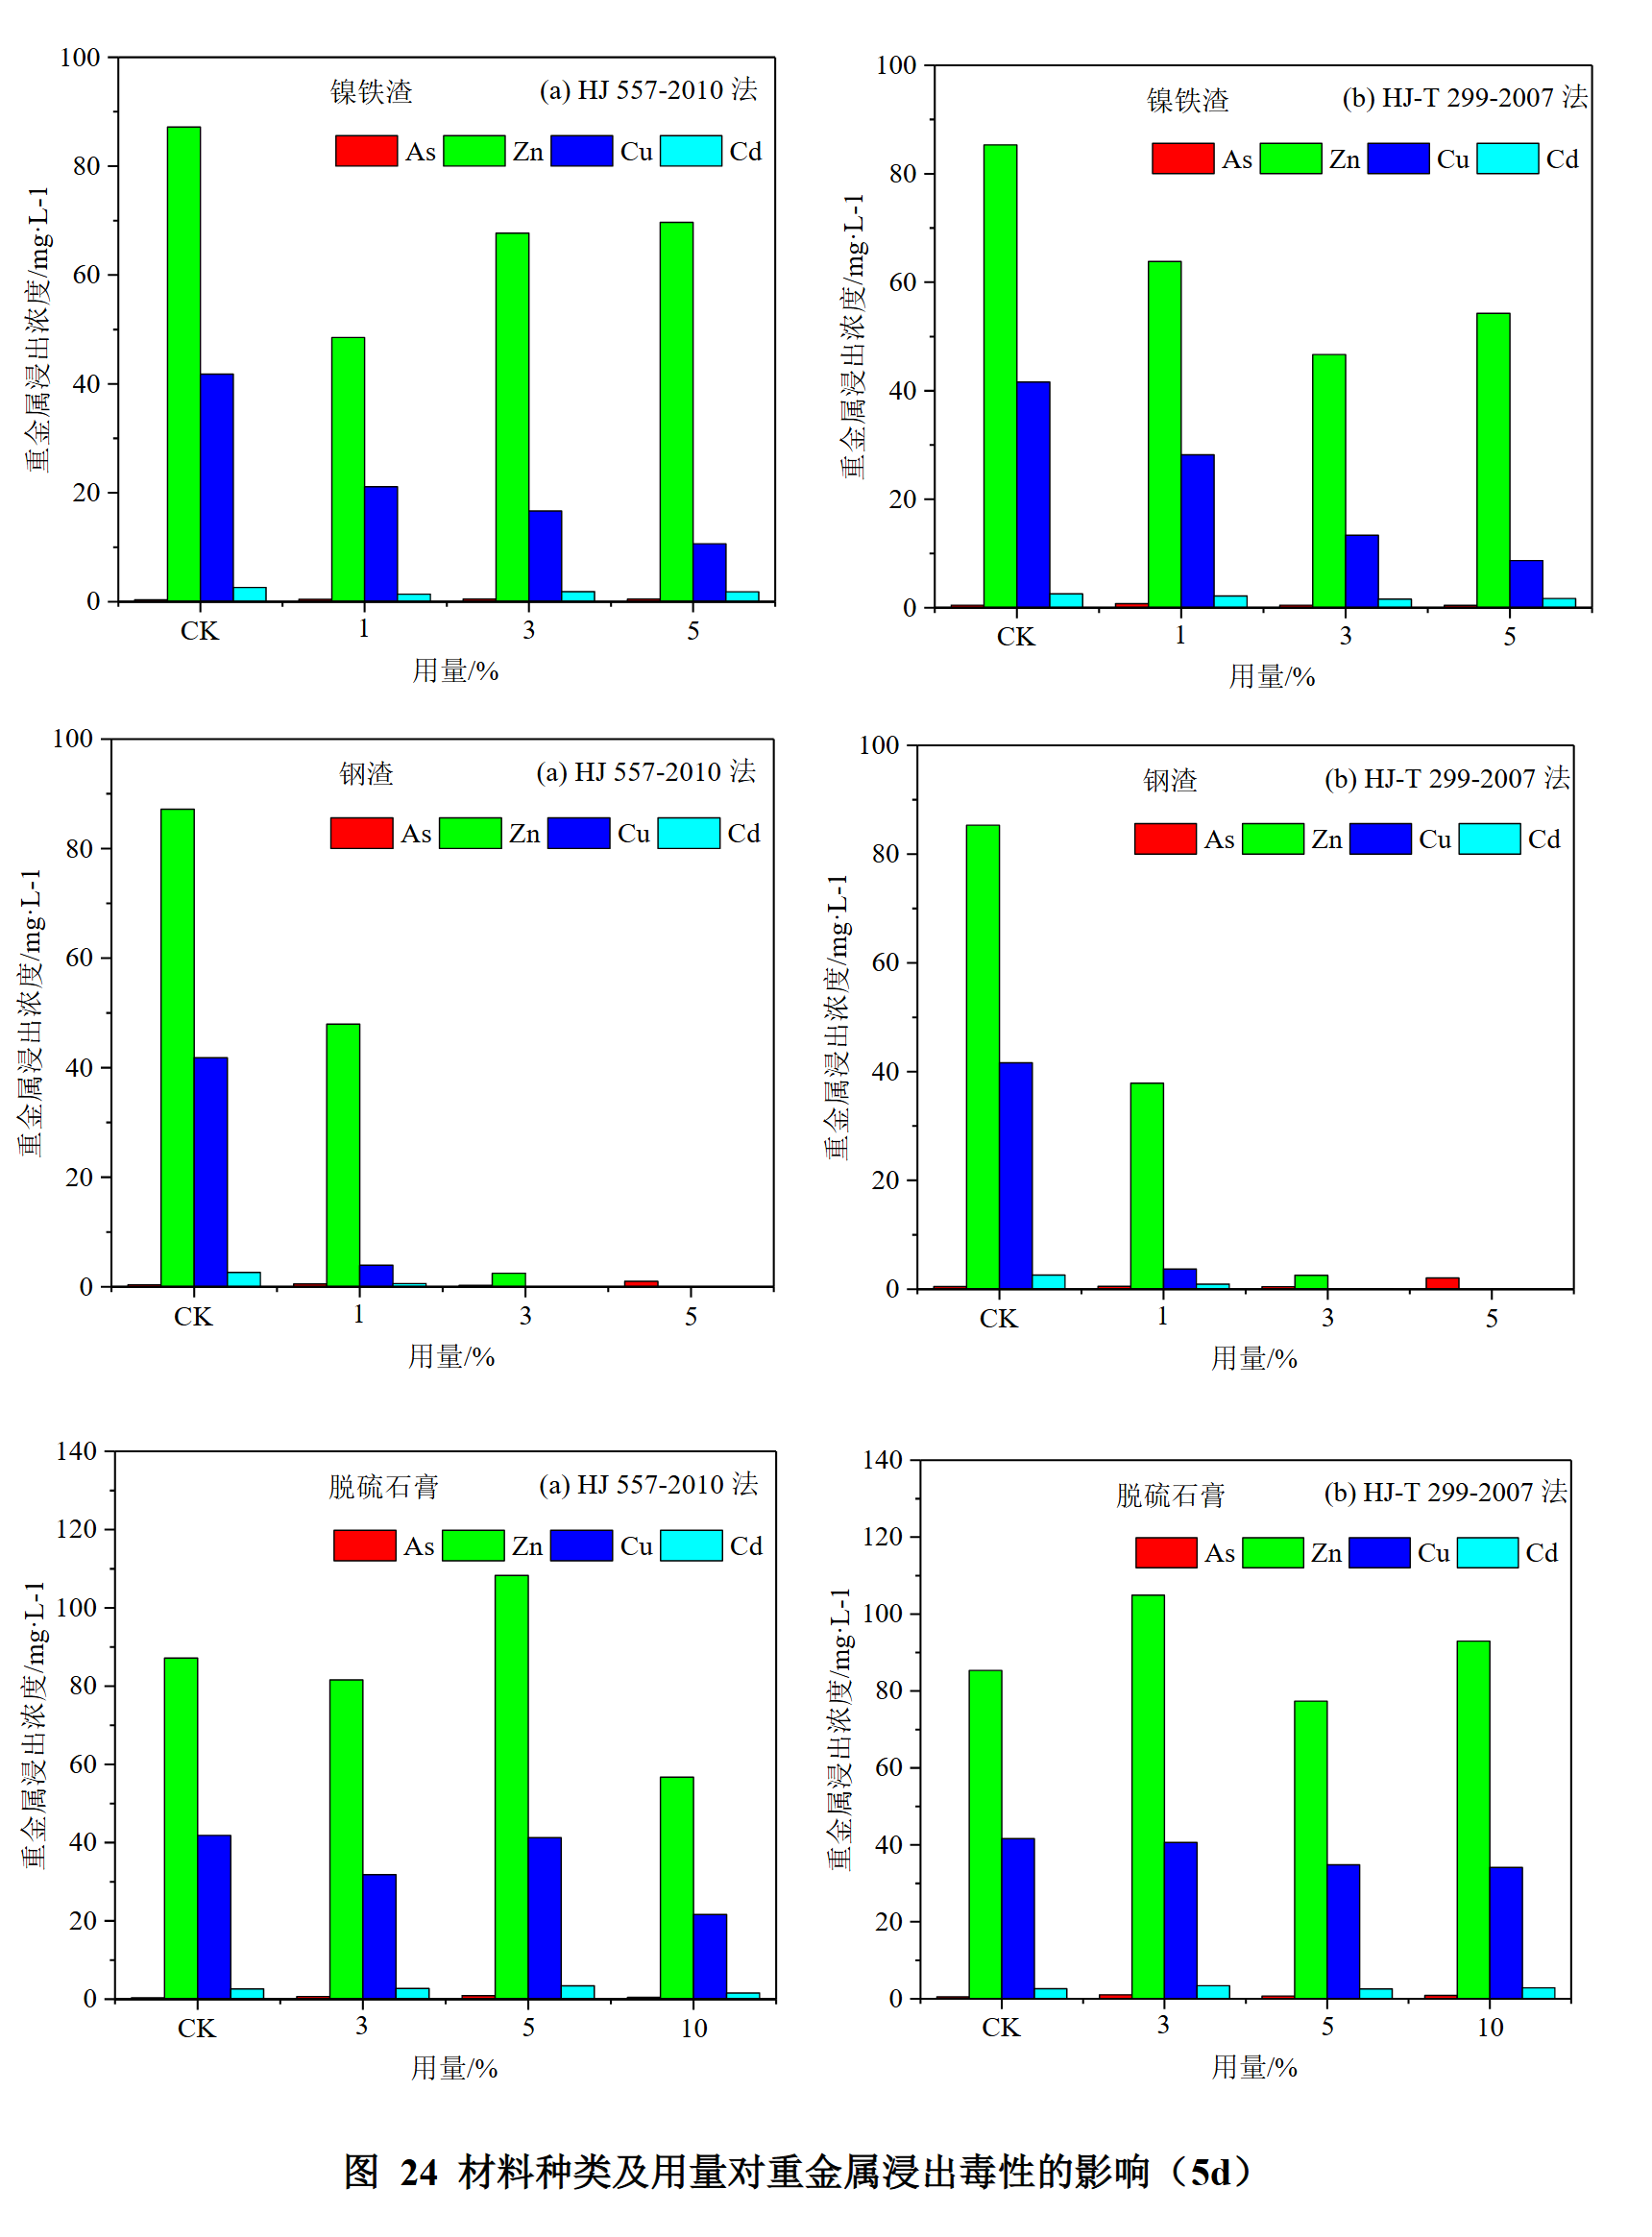 镍铁渣 (a) HJ 557-2010 法
As Zn Cu Cd
重金属浸出浓度/mg·L-1
100
80
60
40
20
0
CK 1 3 5
用量/%
镍铁渣 (b) HJ-T 299-2007 法
As Zn Cu Cd
重金属浸出浓度/mg·L-1
100
80
60
40
20
0
CK 1 3 5
用量/%
钢渣 (a) HJ 557-2010 法
As Zn Cu Cd
重金属浸出浓度/mg·L-1
100
80
60
40
20
0
CK 1 3 5
用量/%
钢渣 (b) HJ-T 299-2007 法
As Zn Cu Cd
重金属浸出浓度/mg·L-1
100
80
60
40
20
0
CK 1 3 5
用量/%
脱硫石膏 (a) HJ 557-2010 法
As Zn Cu Cd
重金属浸出浓度/mg·L-1
140
120
100
80
60
40
20
0
CK 3 5 10
用量/%
脱硫石膏 (b) HJ-T 299-2007 法
As Zn Cu Cd
重金属浸出浓度/mg·L-1
140
120
100
80
60
40
20
0
CK 3 5 10
用量/%
图 24 材料种类及用量对重金属浸出毒性的影响（5d）